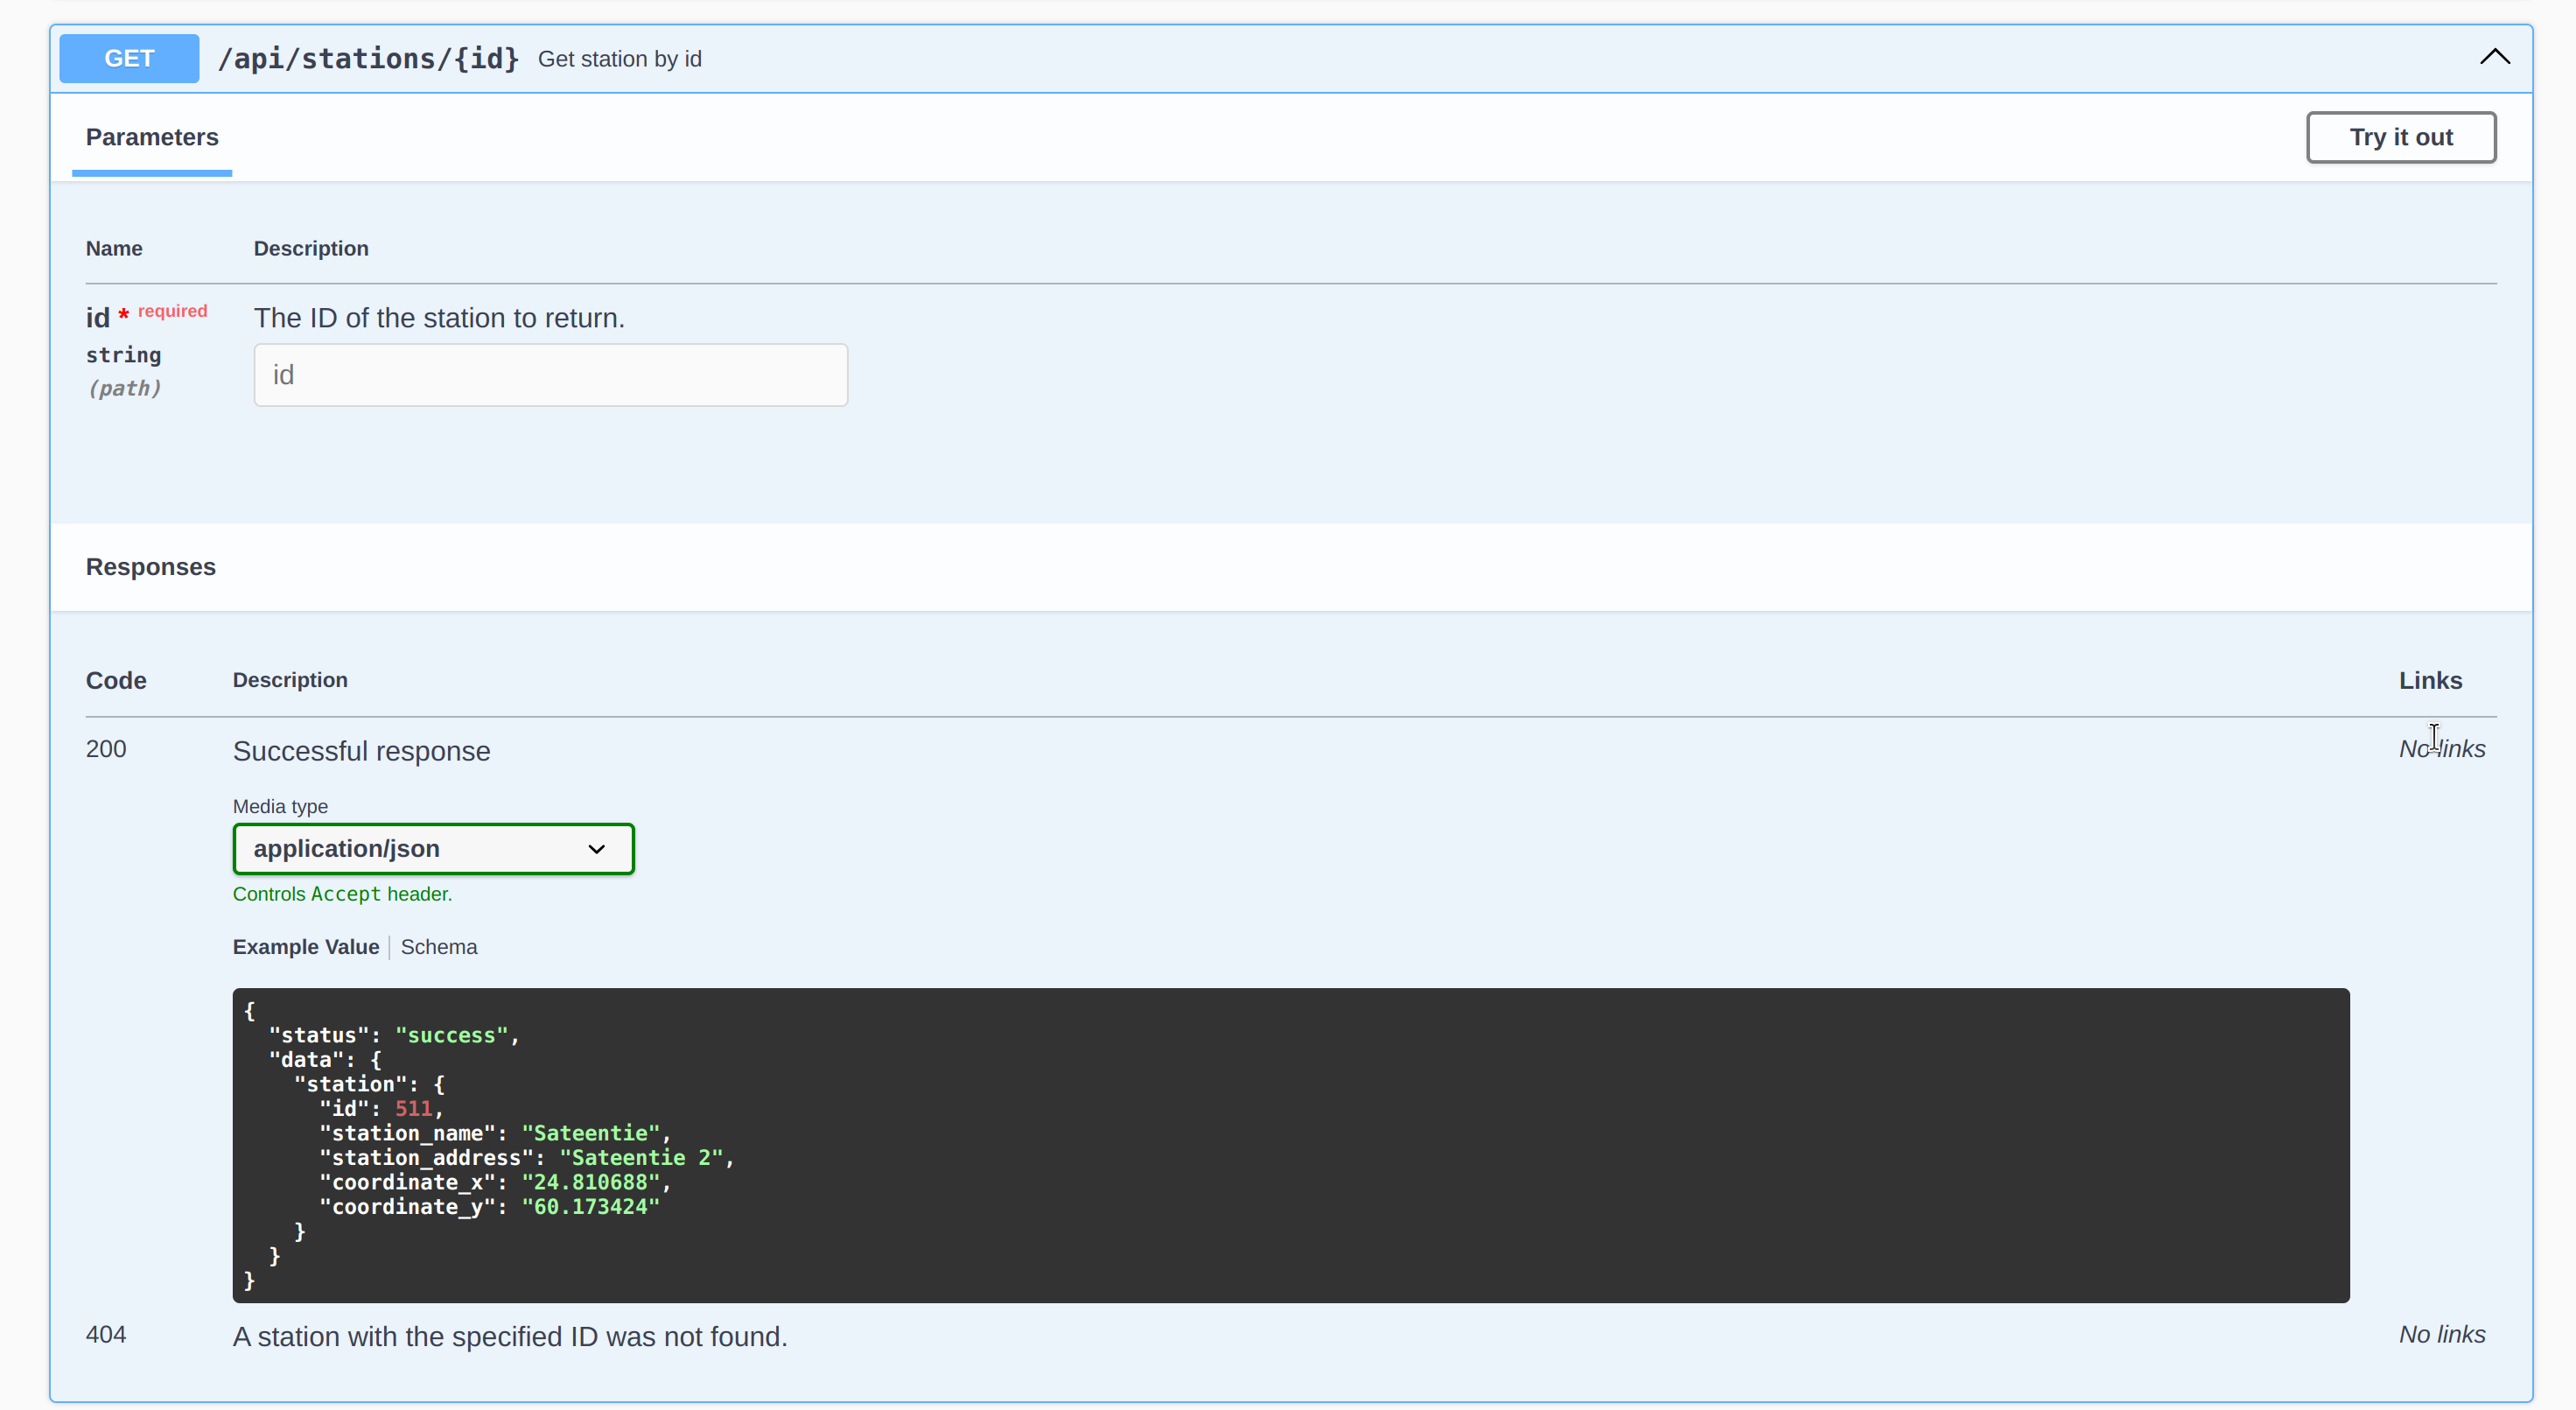 GET /api/stations/{id} Get station by id
Parameters Try it out
Name Description
id * required The ID of the station to return.
string
(path)
id
Responses
Code Description Links
200 Successful response No links
Media type
application/json
Controls Accept header.
Example Value Schema
{
  "status": "success",
  "data": {
    "station": {
      "id": 511,
      "station_name": "Sateentie",
      "station_address": "Sateentie 2",
      "coordinate_x": "24.810688",
      "coordinate_y": "60.173424"
    }
  }
}
404 A station with the specified ID was not found. No links